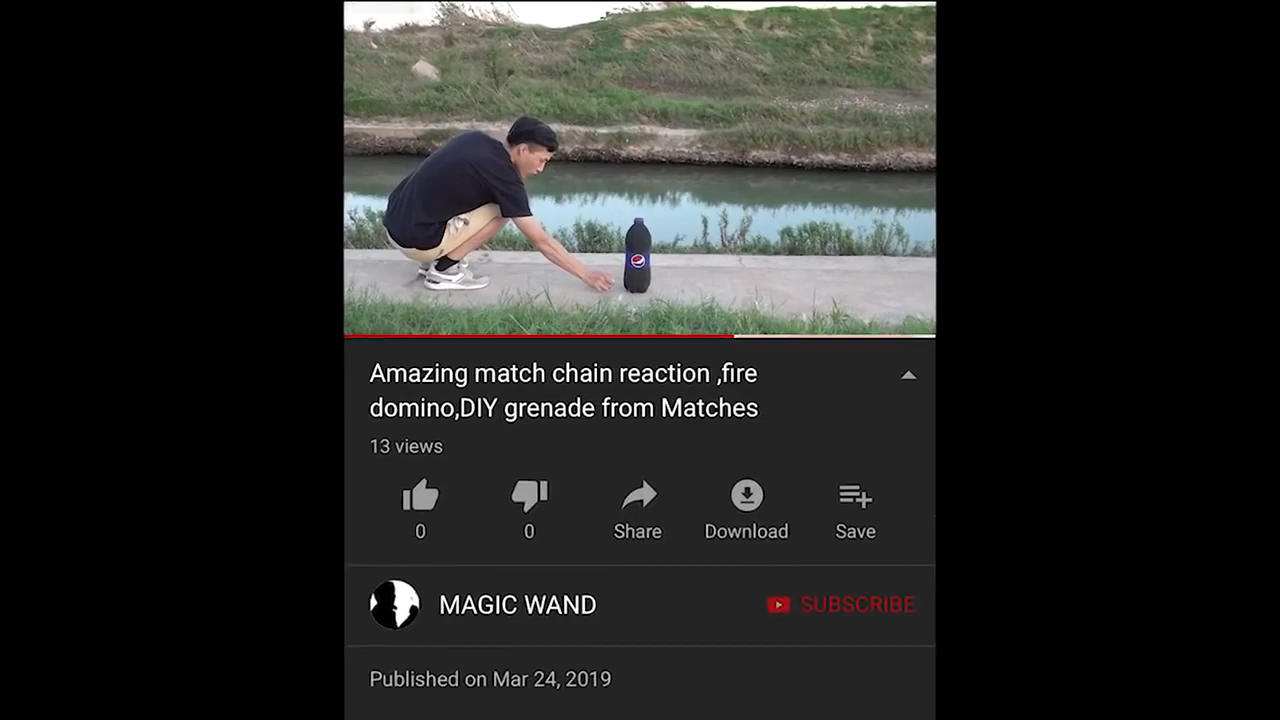 Amazing match chain reaction ,fire
domino,DIY grenade from Matches
13 views
0
0
Share
Download
Save
MAGIC WAND
SUBSCRIBE
Published on Mar 24, 2019